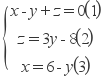 x - y + z = 0(1)
z = 3y - 8(2)
x = 6 - y(3)